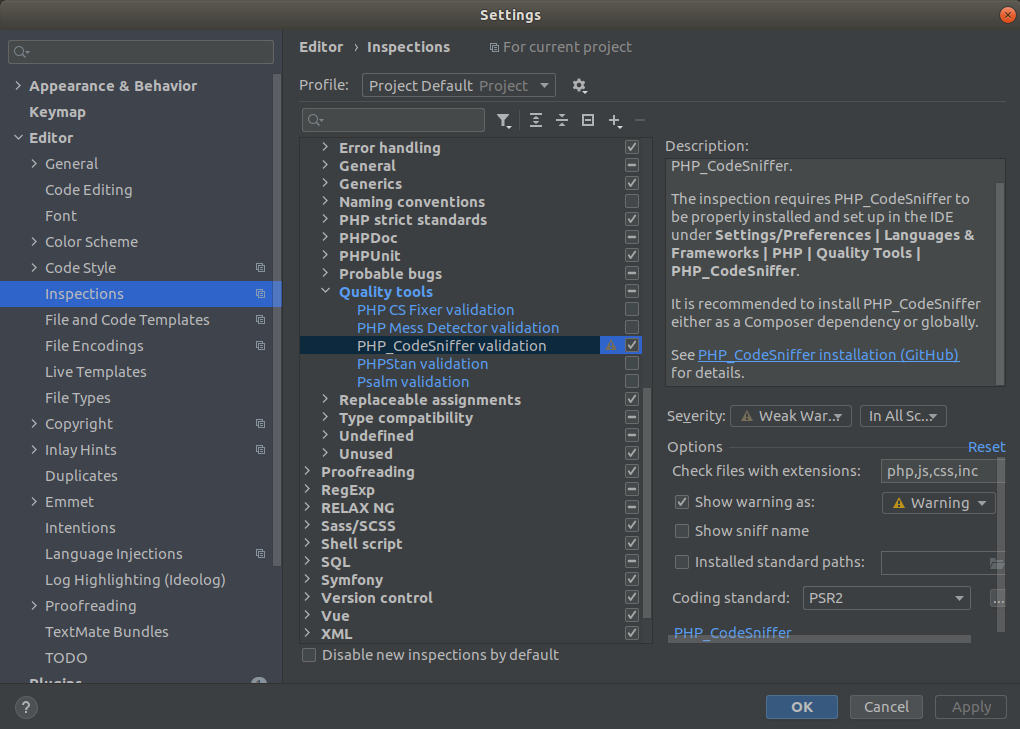 Settings
Appearance & Behavior
Keymap
Editor
General
Code Editing
Font
Color Scheme
Code Style
Inspections
File and Code Templates
File Encodings
Live Templates
File Types
Copyright
Inlay Hints
Duplicates
Emmet
Intentions
Language Injections
Log Highlighting (Ideolog)
Proofreading
TextMate Bundles
TODO
Plugins
Editor › Inspections For current project
Profile: Project Default Project
Error handling
General
Generics
Naming conventions
PHP strict standards
PHPDoc
PHPUnit
Probable bugs
Quality tools
PHP CS Fixer validation
PHP Mess Detector validation
PHP_CodeSniffer validation
PHPStan validation
Psalm validation
Replaceable assignments
Type compatibility
Undefined
Unused
Proofreading
RegExp
RELAX NG
Sass/SCSS
Shell script
SQL
Symfony
Version control
Vue
XML
Disable new inspections by default
Description:
PHP_CodeSniffer.
The inspection requires PHP_CodeSniffer to
be properly installed and set up in the IDE
under Settings/Preferences | Languages &
Frameworks | PHP | Quality Tools |
PHP_CodeSniffer.
It is recommended to install PHP_CodeSniffer
either as a Composer dependency or globally.
See PHP_CodeSniffer installation (GitHub)
for details.
Severity: Weak War... In All Sc...
Options Reset
Check files with extensions: php,js,css,inc
Show warning as: Warning
Show sniff name
Installed standard paths:
Coding standard: PSR2 ...
PHP_CodeSniffer
? OK Cancel Apply